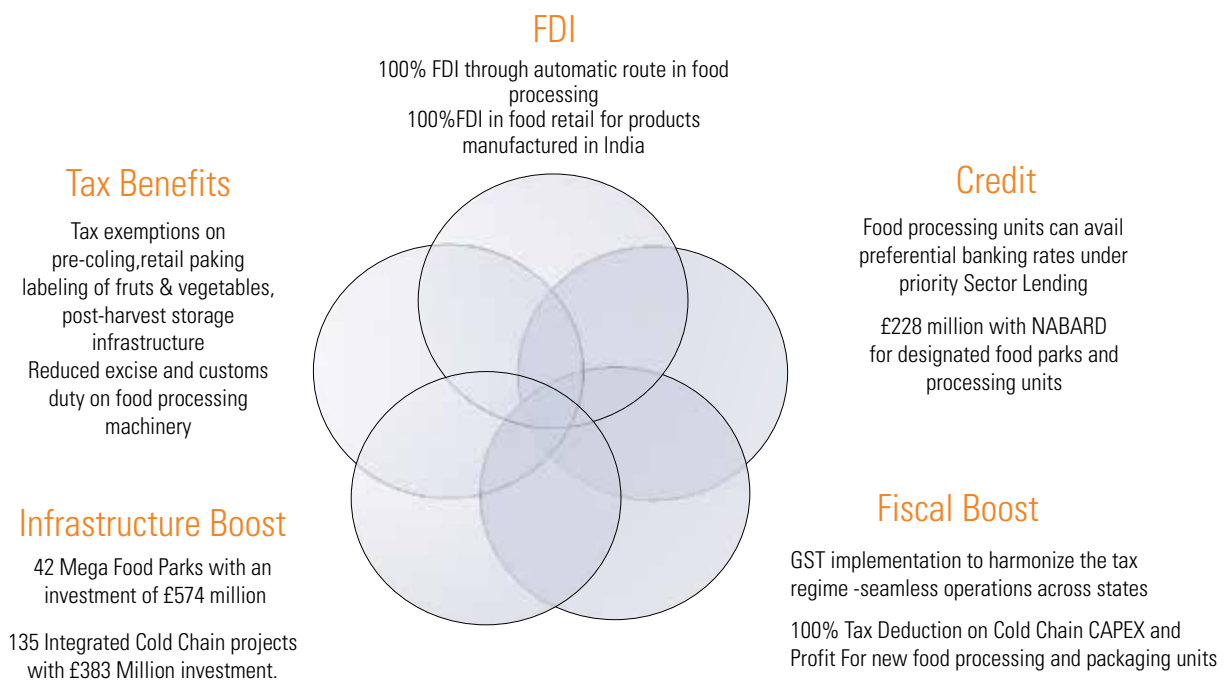 FDI
100% FDI through automatic route in food
processing
100%FDI in food retail for products
manufactured in India
Tax Benefits
Tax exemptions on
pre-coling,retail paking
labeling of fruts & vegetables,
post-harvest storage
infrastructure
Reduced excise and customs
duty on food processing
machinery
Credit
Food processing units can avail
preferential banking rates under
priority Sector Lending
£228 million with NABARD
for designated food parks and
processing units
Infrastructure Boost
42 Mega Food Parks with an
investment of £574 million
135 Integrated Cold Chain projects
with £383 Million investment.
Fiscal Boost
GST implementation to harmonize the tax
regime -seamless operations across states
100% Tax Deduction on Cold Chain CAPEX and
Profit For new food processing and packaging units